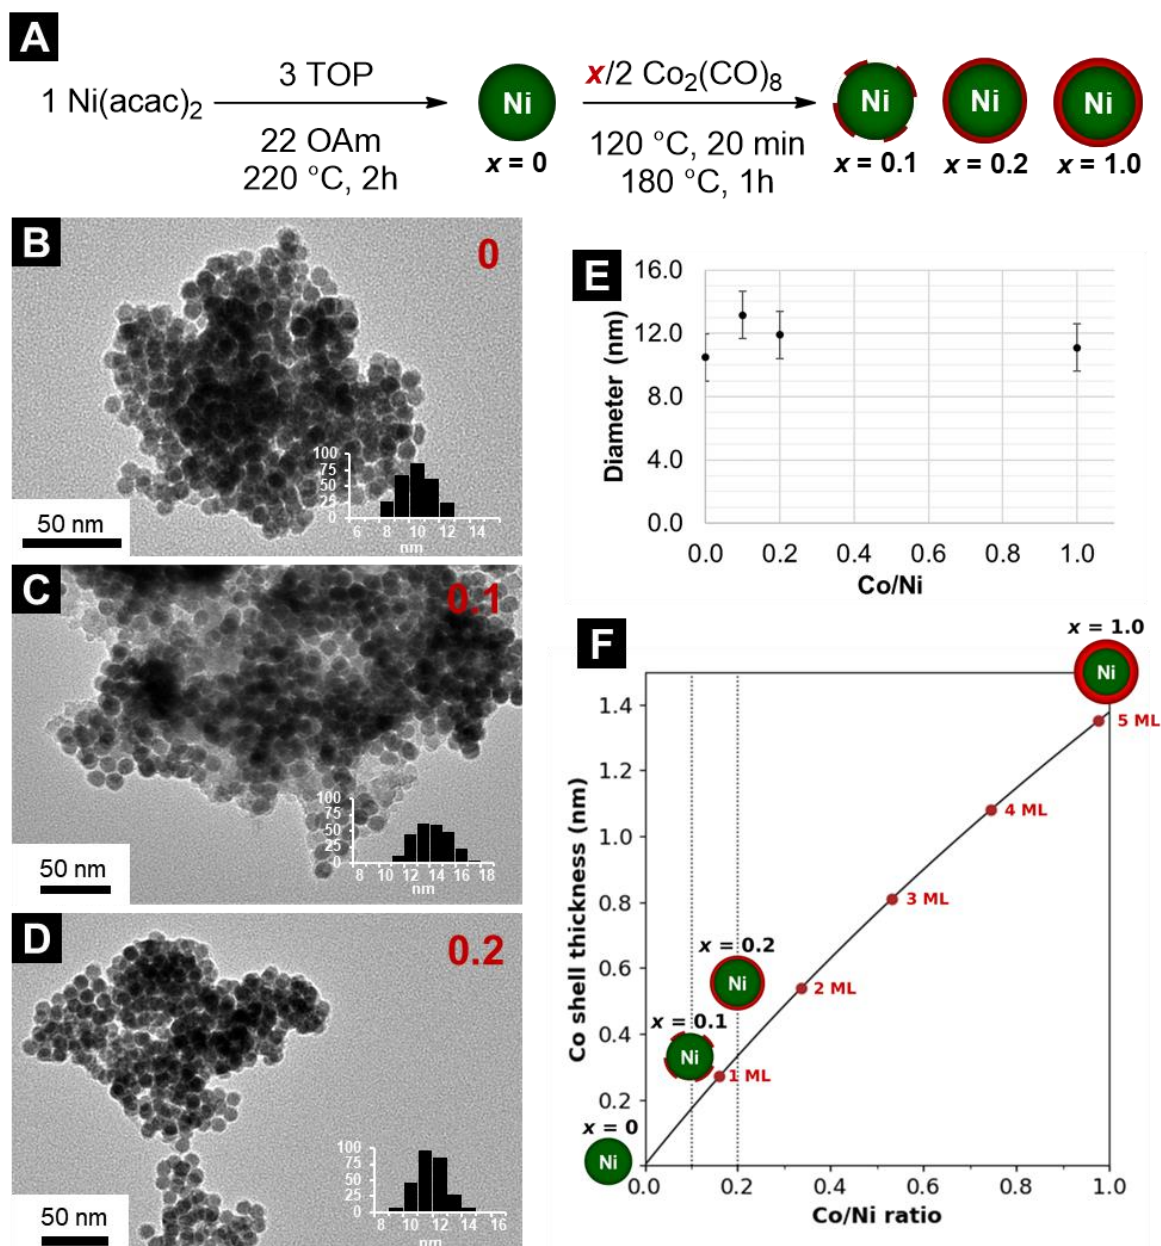 A
1 Ni(acac)2
3 TOP
22 OAm
220 °C, 2h
Ni
x = 0
x/2 Co2(CO)8
120 °C, 20 min
180 °C, 1h
Ni
x = 0.1
Ni
x = 0.2
Ni
x = 1.0
B
0
100
75
50
25
0
6 8 10 12 14
nm
50 nm
C
0.1
100
75
50
25
0
8 10 12 14 16 18
nm
50 nm
D
0.2
100
75
50
25
0
8 10 12 14 16
nm
50 nm
E
Diameter (nm)
16.0
12.0
8.0
4.0
0.0
0.0 0.2 0.4 0.6 0.8 1.0
Co/Ni
F
x = 1.0
Ni
Co shell thickness (nm)
1.4
1.2
1.0
0.8
0.6
0.4
0.2
5 ML
4 ML
3 ML
x = 0.2
Ni
2 ML
x = 0.1
Ni
1 ML
x = 0
Ni
0.0 0.2 0.4 0.6 0.8 1.0
Co/Ni ratio